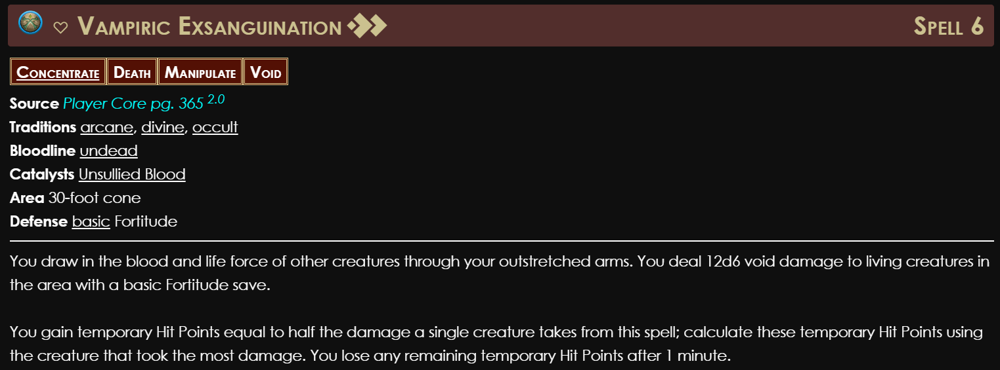 Vampiric Exsanguination Spell 6
Concentrate Death Manipulate Void
Source Player Core pg. 365 2.0
Traditions arcane, divine, occult
Bloodline undead
Catalysts Unsullied Blood
Area 30-foot cone
Defense basic Fortitude
You draw in the blood and life force of other creatures through your outstretched arms. You deal 12d6 void damage to living creatures in
the area with a basic Fortitude save.
You gain temporary Hit Points equal to half the damage a single creature takes from this spell; calculate these temporary Hit Points using
the creature that took the most damage. You lose any remaining temporary Hit Points after 1 minute.